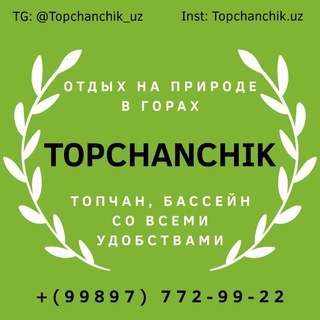 TG: @Topchanchik_uz Inst: Topchanchik.uz
ОТДЫХ НА ПРИРОДЕ
В ГОРАХ
TOPCHANCHIK
ТОПЧАН, БАССЕЙН
СО ВСЕМИ
УДОБСТВАМИ
+(99897) 772-99-22